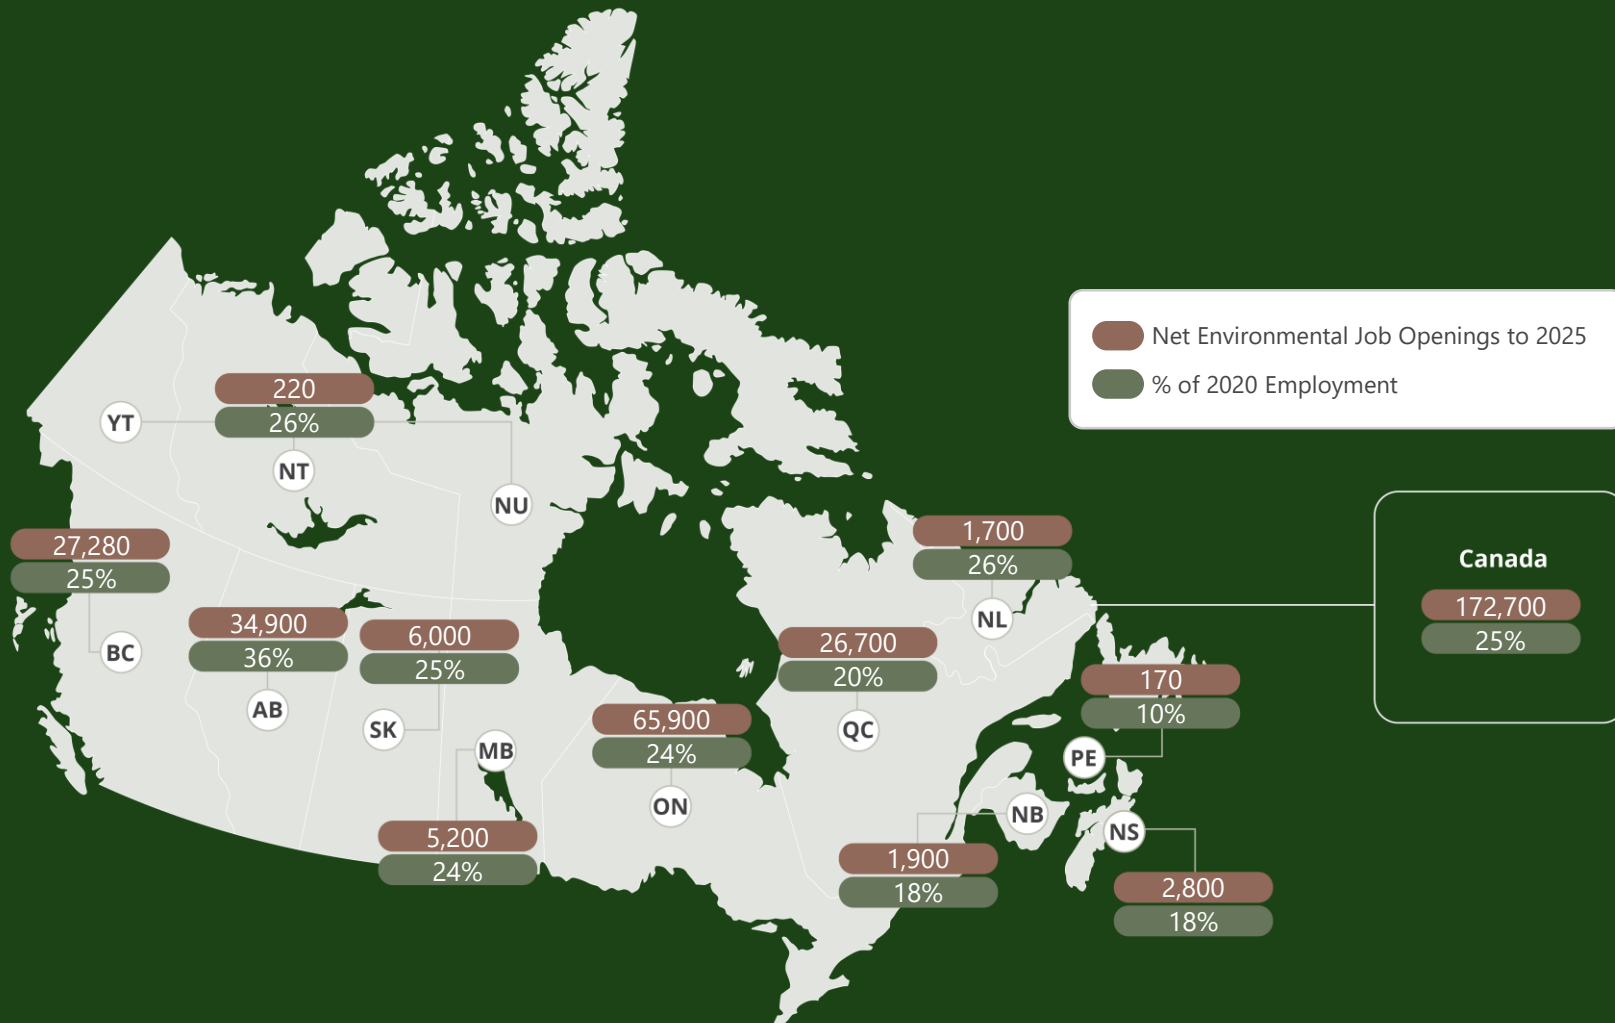 Net Environmental Job Openings to 2025
% of 2020 Employment
220
26%
YT
NT
NU
27,280
25%
BC
34,900
36%
AB
6,000
25%
SK
MB
5,200
24%
65,900
24%
ON
26,700
20%
QC
1,700
26%
NL
170
10%
PE
NB
1,900
18%
NS
2,800
18%
Canada
172,700
25%